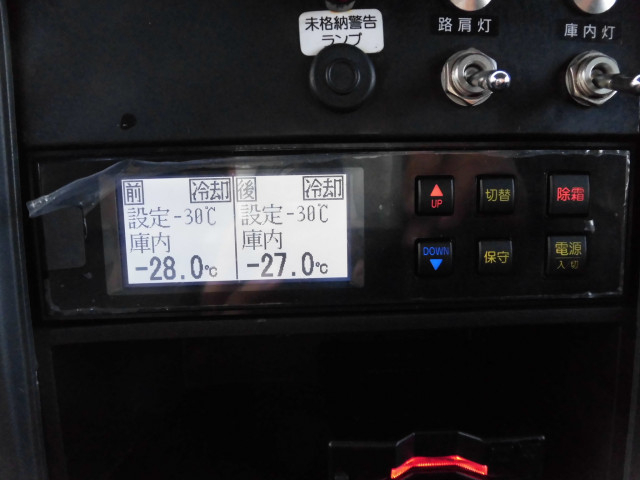 未格納警告
ランプ
路肩灯
庫内灯
前 冷却
設定-30℃
庫内
-28.0℃
後 冷却
設定-30℃
庫内
-27.0℃
UP
切替
除霜
DOWN
保守
電源
入切